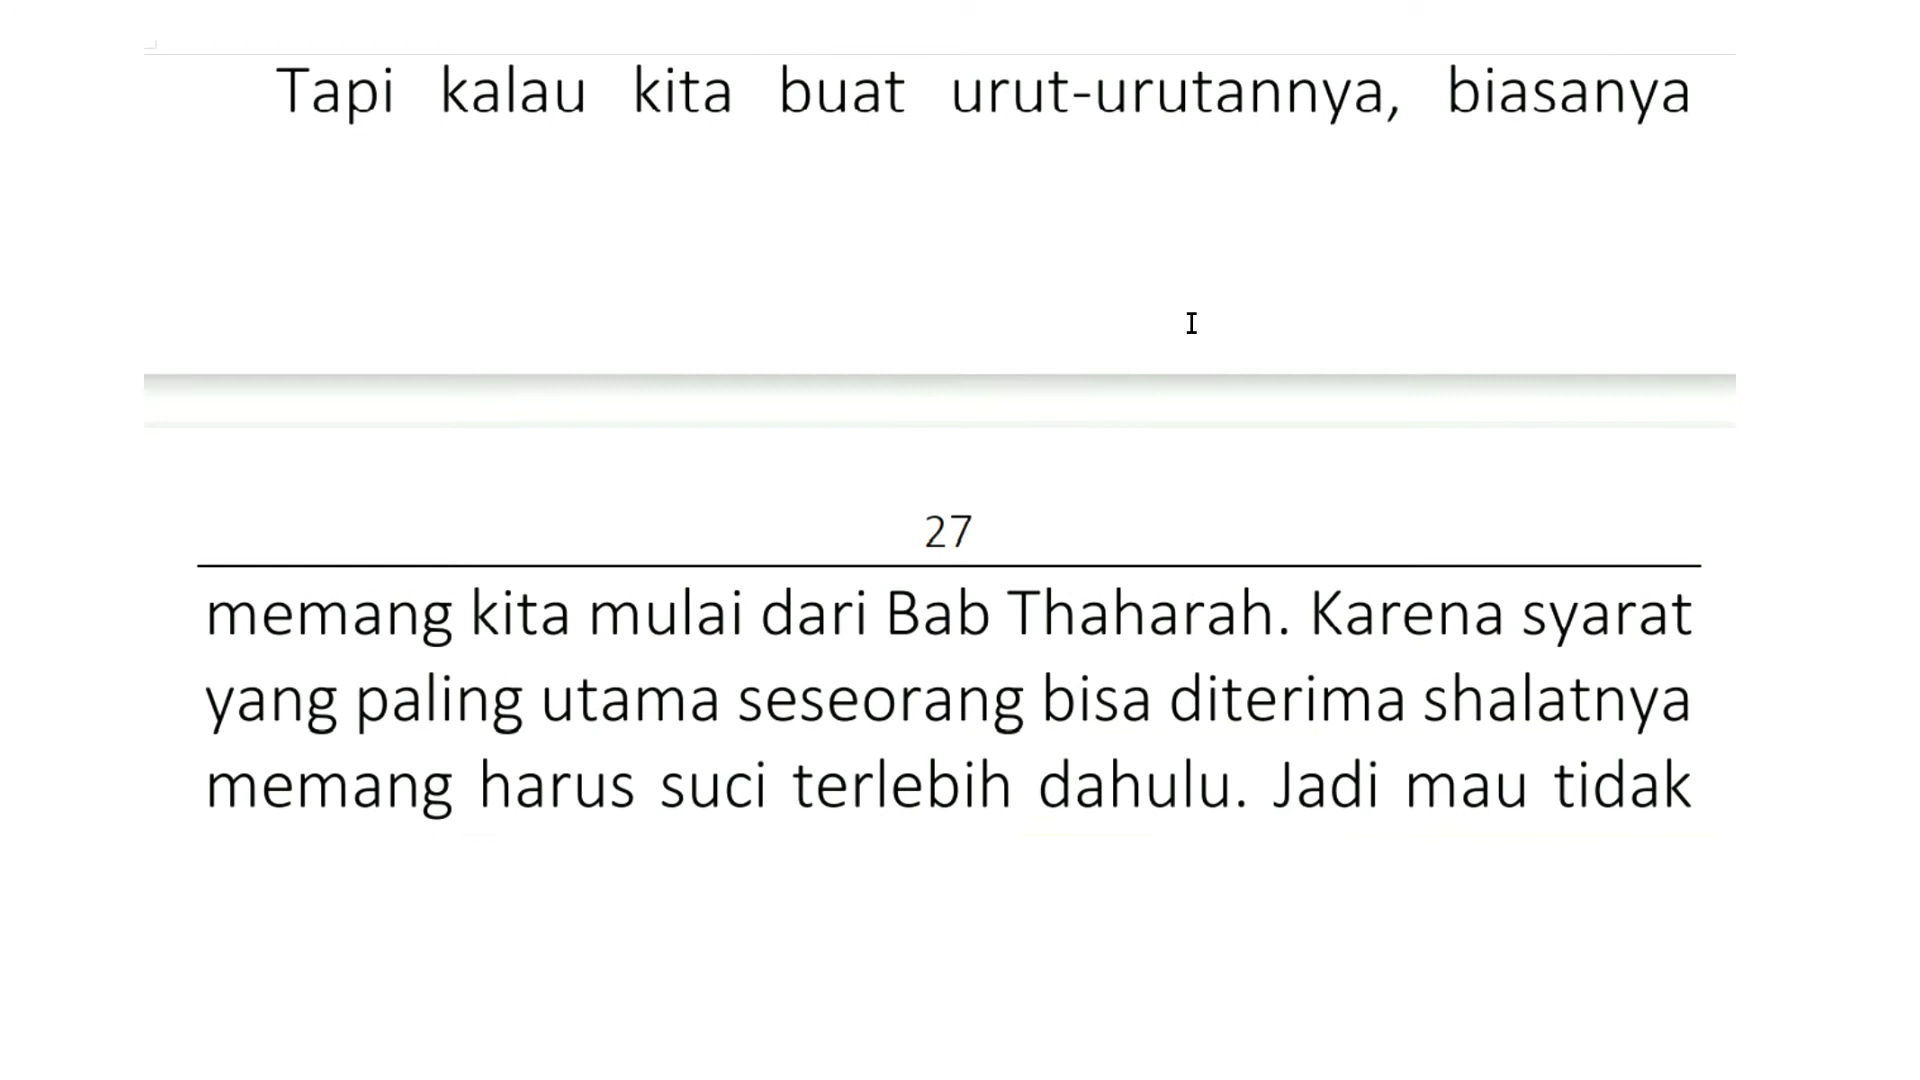 Tapi kalau kita buat urut-urutannya, biasanya
27
memang kita mulai dari Bab Thaharah. Karena syarat
yang paling utama seseorang bisa diterima shalatnya
memang harus suci terlebih dahulu. Jadi mau tidak